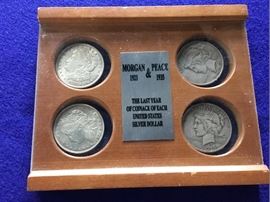 MORGAN & PEACE
1921 1935
THE LAST YEAR
OF COINAGE OF EACH
UNITED STATES
SILVER DOLLAR